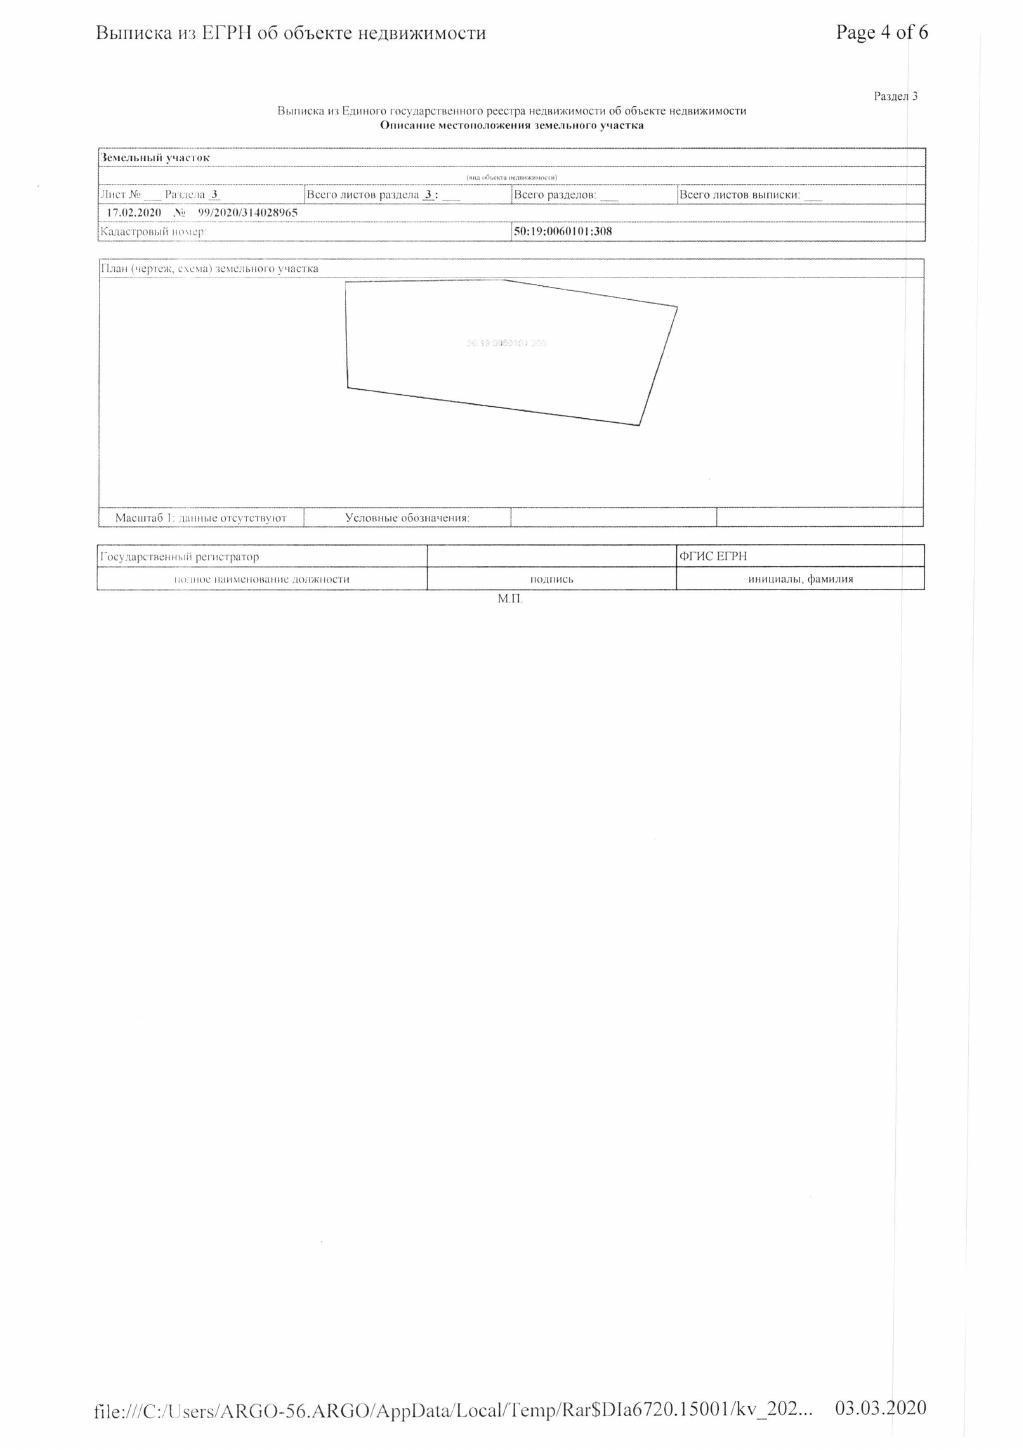 Выписка из ЕГРН об объекте недвижимости Page 4 of 6
Раздел 3
Выписка из Единого государственного реестра недвижимости об объекте недвижимости
Описание местоположения земельного участка
Земельный участок
(вид объекта недвижимости)
Лист № ___ Раздела 3 Всего листов раздела 3 : ___ Всего разделов: ___ Всего листов выписки: ___
17.02.2020 № 99/2020/314028965
Кадастровый номер: 50:19:0060101:308
План (чертеж, схема) земельного участка
Масштаб 1: данные отсутствуют Условные обозначения:
Государственный регистратор ФГИС ЕГРН
полное наименование должности подпись инициалы, фамилия
М.П.
file:///C:/Users/ARGO-56.ARGO/AppData/Local/Temp/Rar$DIa6720.15001/kv_202... 03.03.2020